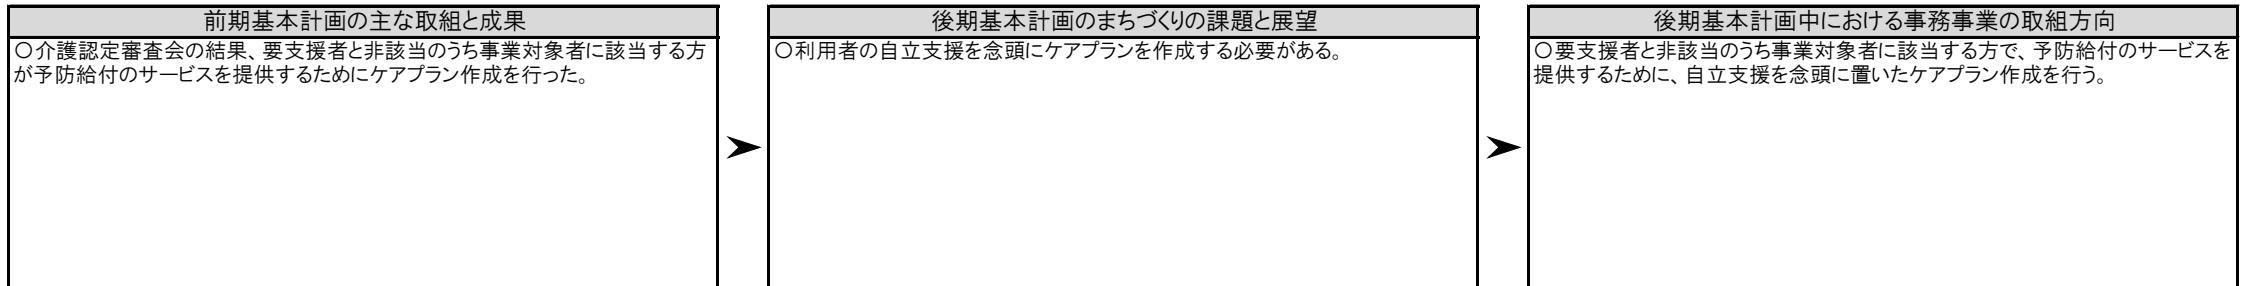 前期基本計画の主な取組と成果
〇介護認定審査会の結果、要支援者と非該当のうち事業対象者に該当する方
が予防給付のサービスを提供するためにケアプラン作成を行った。
後期基本計画のまちづくりの課題と展望
〇利用者の自立支援を念頭にケアプランを作成する必要がある。
後期基本計画中における事務事業の取組方向
〇要支援者と非該当のうち事業対象者に該当する方で、予防給付のサービスを
提供するために、自立支援を念頭に置いたケアプラン作成を行う。